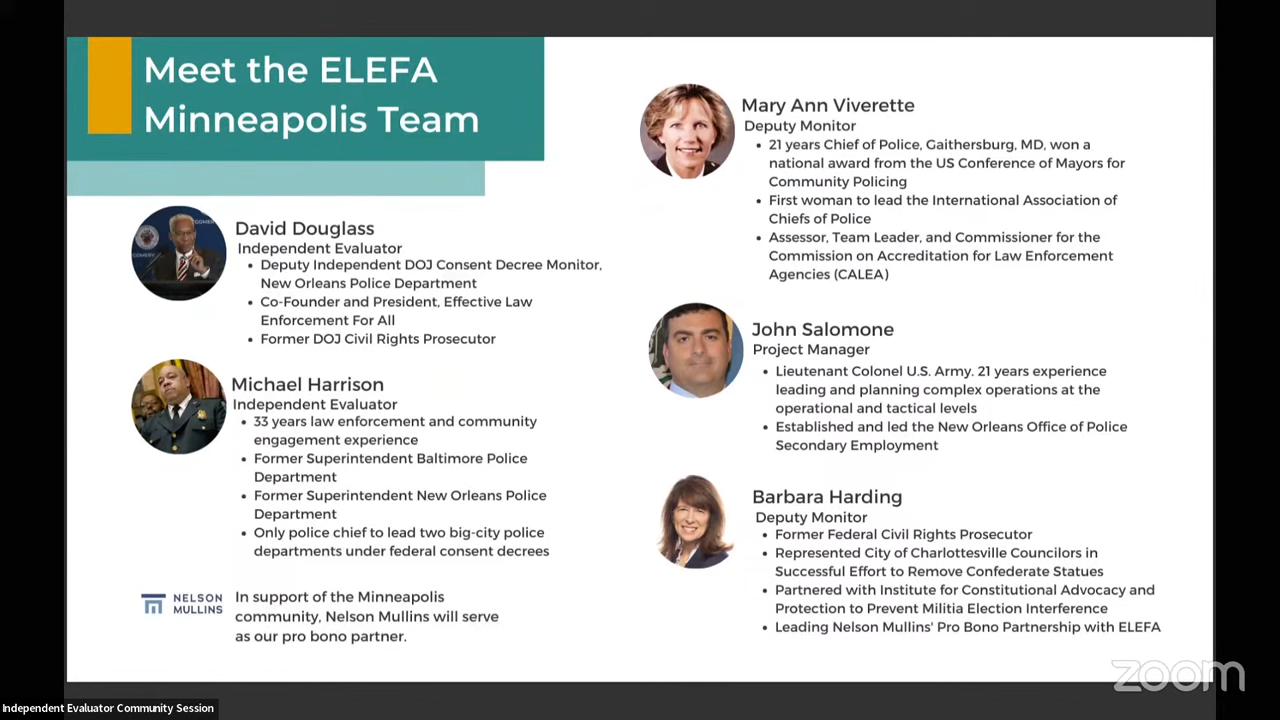 Meet the ELEFA
Minneapolis Team
David Douglass
Independent Evaluator
• Deputy Independent DOJ Consent Decree Monitor,
New Orleans Police Department
• Co-Founder and President, Effective Law
Enforcement For All
• Former DOJ Civil Rights Prosecutor
Michael Harrison
Independent Evaluator
• 33 years law enforcement and community
engagement experience
• Former Superintendent Baltimore Police
Department
• Former Superintendent New Orleans Police
Department
• Only police chief to lead two big-city police
departments under federal consent decrees
NELSON
MULLINS
In support of the Minneapolis
community, Nelson Mullins will serve
as our pro bono partner.
Mary Ann Viverette
Deputy Monitor
• 21 years Chief of Police, Gaithersburg, MD, won a
national award from the US Conference of Mayors for
Community Policing
• First woman to lead the International Association of
Chiefs of Police
• Assessor, Team Leader, and Commissioner for the
Commission on Accreditation for Law Enforcement
Agencies (CALEA)
John Salomone
Project Manager
• Lieutenant Colonel U.S. Army. 21 years experience
leading and planning complex operations at the
operational and tactical levels
• Established and led the New Orleans Office of Police
Secondary Employment
Barbara Harding
Deputy Monitor
• Former Federal Civil Rights Prosecutor
• Represented City of Charlottesville Councilors in
Successful Effort to Remove Confederate Statues
• Partnered with Institute for Constitutional Advocacy and
Protection to Prevent Militia Election Interference
• Leading Nelson Mullins' Pro Bono Partnership with ELEFA
zoom
Independent Evaluator Community Session